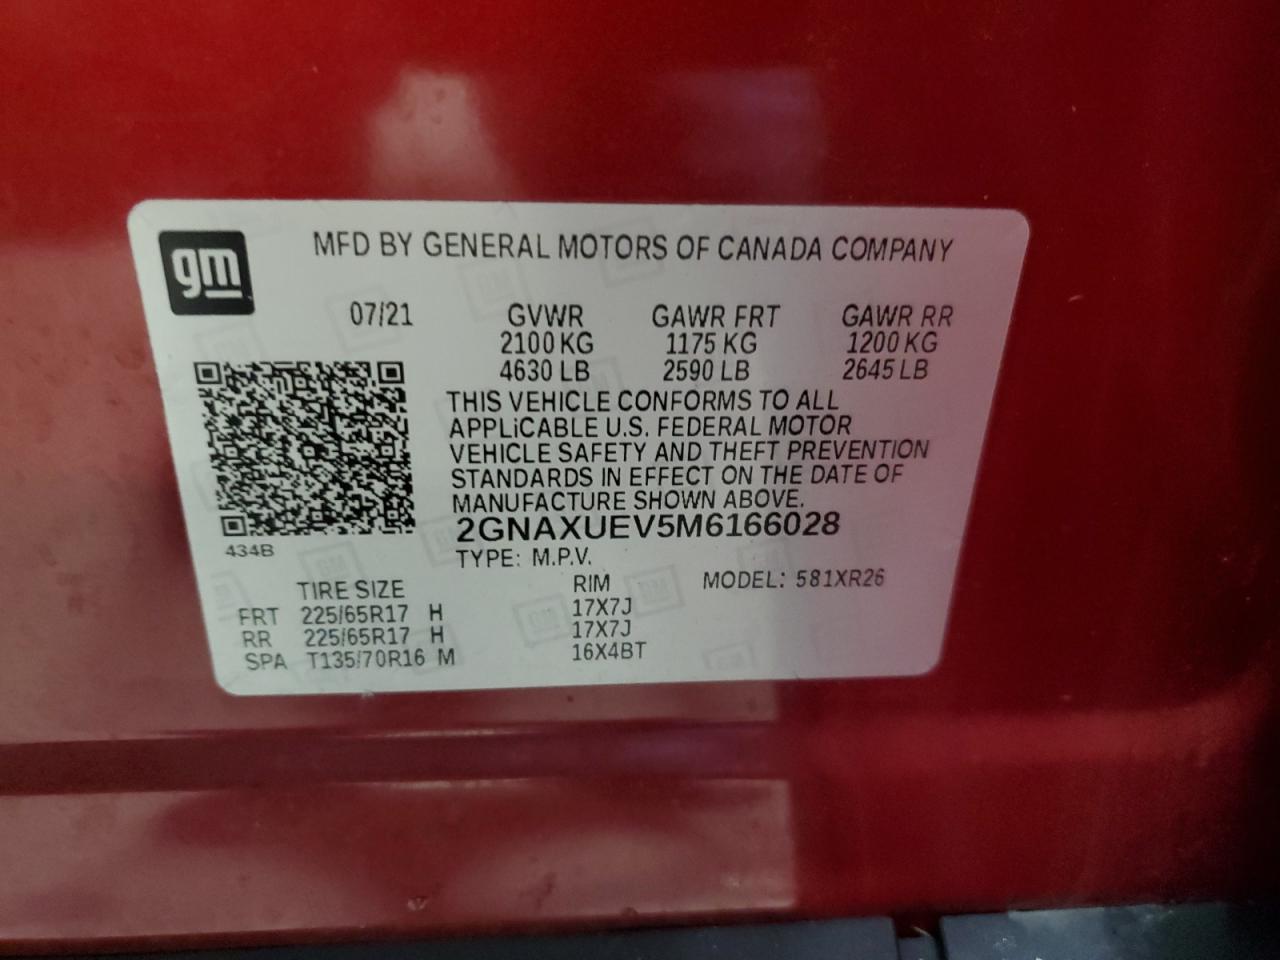 gm
MFD BY GENERAL MOTORS OF CANADA COMPANY
07/21 GVWR GAWR FRT GAWR RR
2100 KG 1175 KG 1200 KG
4630 LB 2590 LB 2645 LB
THIS VEHICLE CONFORMS TO ALL
APPLiCABLE U.S. FEDERAL MOTOR
VEHICLE SAFETY AND THEFT PREVENTION
STANDARDS IN EFFECT ON THE DATE OF
MANUFACTURE SHOWN ABOVE.
2GNAXUEV5M6166028
434B
TYPE: M.P.V.
TIRE SIZE RIM MODEL: 581XR26
FRT 225/65R17 H 17X7J
RR 225/65R17 H 17X7J
SPA T135/70R16 M 16X4BT